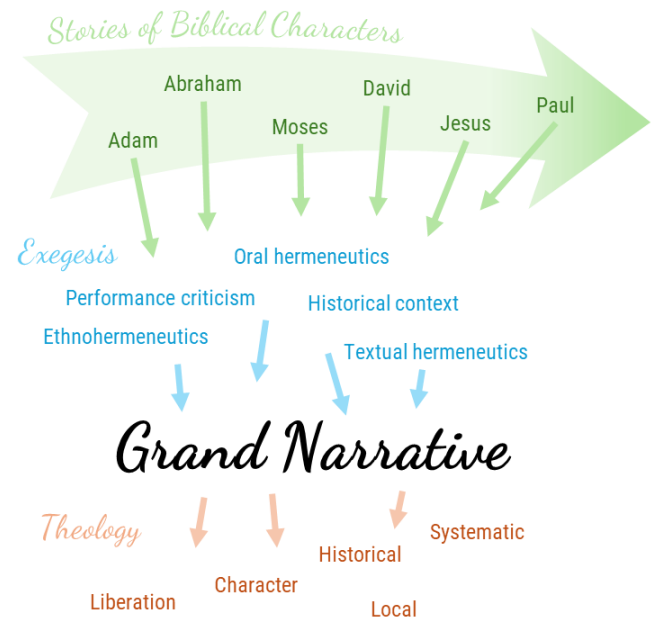 Stories of Biblical Characters
Abraham
David
Paul
Moses
Jesus
Adam
Exegesis
Oral hermeneutics
Performance criticism
Historical context
Ethnohermeneutics
Textual hermeneutics
Grand Narrative
Theology
Systematic
Historical
Character
Liberation
Local